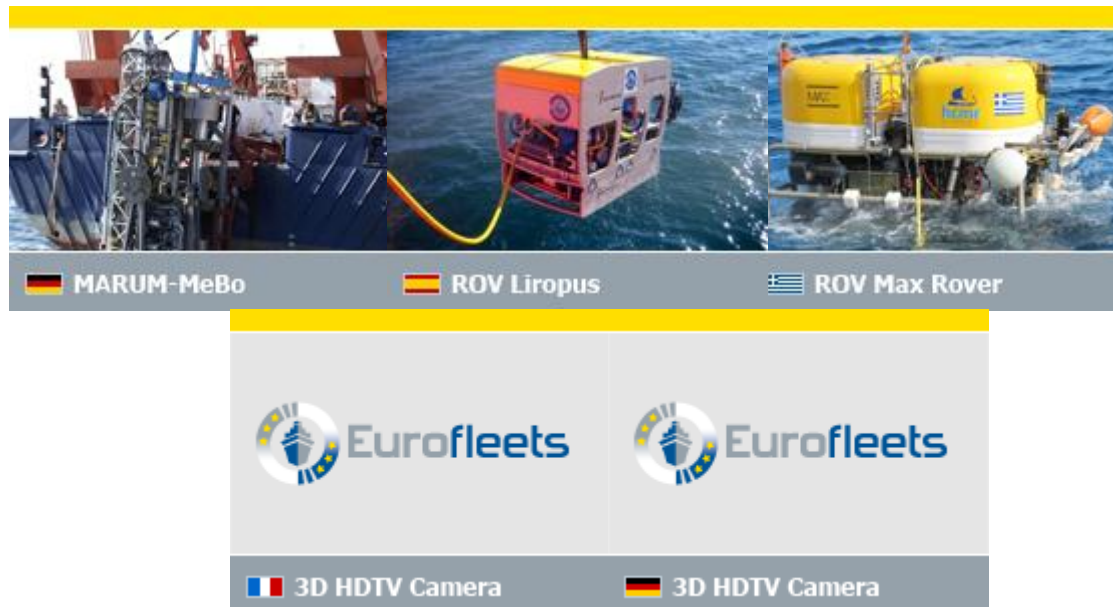 MARUM-MeBo
ROV Liropus
ROV Max Rover
Eurofleets
Eurofleets
3D HDTV Camera
3D HDTV Camera